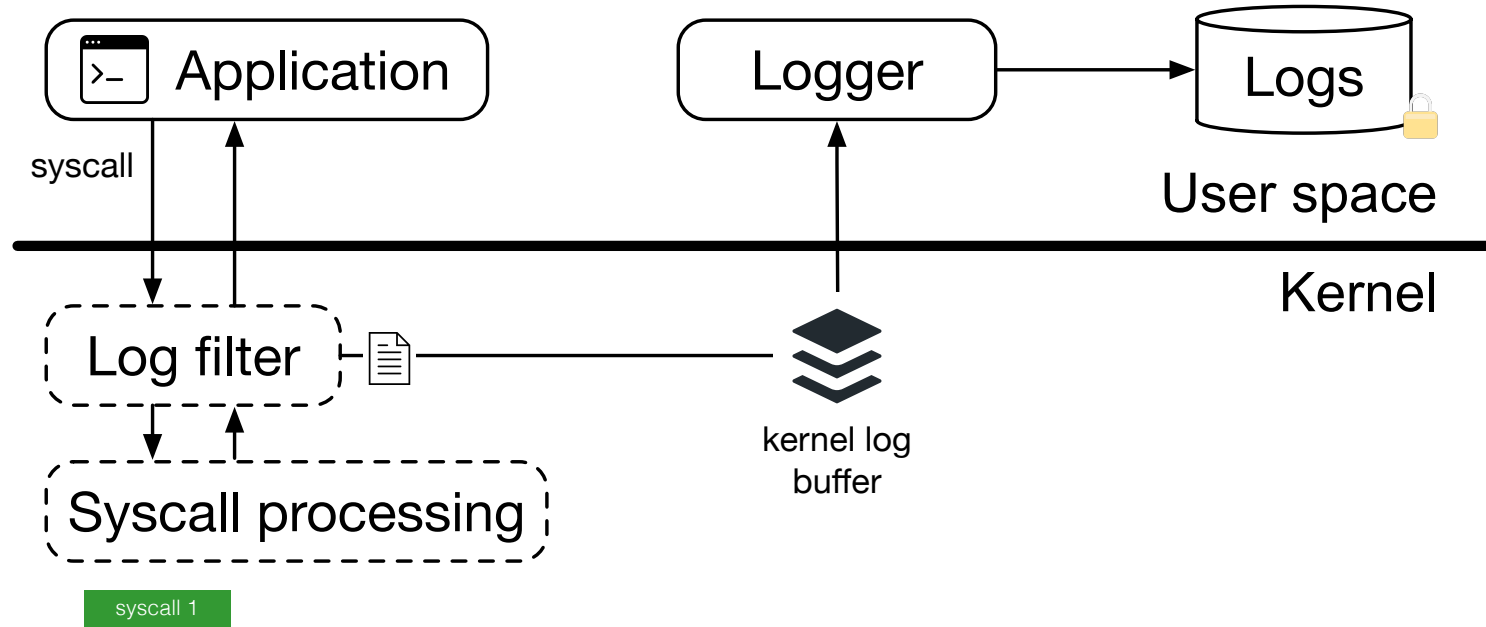 Application
Logger
Logs
syscall
User space
Kernel
Log filter
kernel log
buffer
Syscall processing
syscall 1